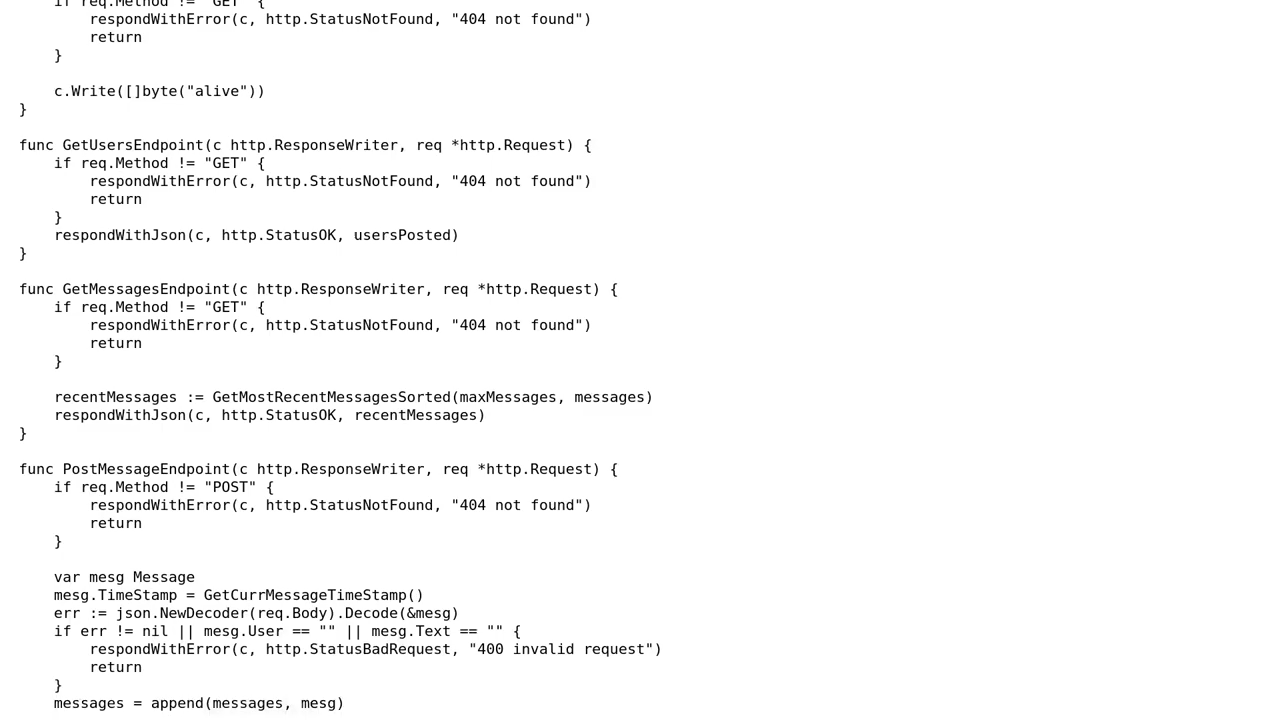 if req.Method != "GET" {
        respondWithError(c, http.StatusNotFound, "404 not found")
        return
    }

    c.Write([]byte("alive"))
}

func GetUsersEndpoint(c http.ResponseWriter, req *http.Request) {
    if req.Method != "GET" {
        respondWithError(c, http.StatusNotFound, "404 not found")
        return
    }
    respondWithJson(c, http.StatusOK, usersPosted)
}

func GetMessagesEndpoint(c http.ResponseWriter, req *http.Request) {
    if req.Method != "GET" {
        respondWithError(c, http.StatusNotFound, "404 not found")
        return
    }

    recentMessages := GetMostRecentMessagesSorted(maxMessages, messages)
    respondWithJson(c, http.StatusOK, recentMessages)
}

func PostMessageEndpoint(c http.ResponseWriter, req *http.Request) {
    if req.Method != "POST" {
        respondWithError(c, http.StatusNotFound, "404 not found")
        return
    }

    var mesg Message
    mesg.TimeStamp = GetCurrMessageTimeStamp()
    err := json.NewDecoder(req.Body).Decode(&mesg)
    if err != nil || mesg.User == "" || mesg.Text == "" {
        respondWithError(c, http.StatusBadRequest, "400 invalid request")
        return
    }
    messages = append(messages, mesg)